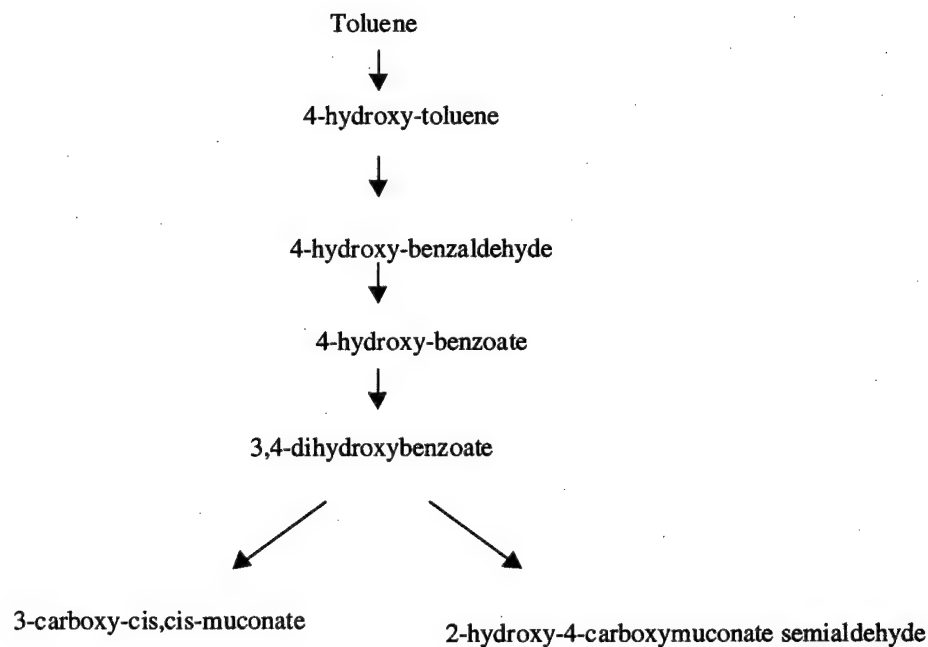 Toluene
4-hydroxy-toluene
4-hydroxy-benzaldehyde
4-hydroxy-benzoate
3,4-dihydroxybenzoate
3-carboxy-cis,cis-muconate
2-hydroxy-4-carboxymuconate semialdehyde